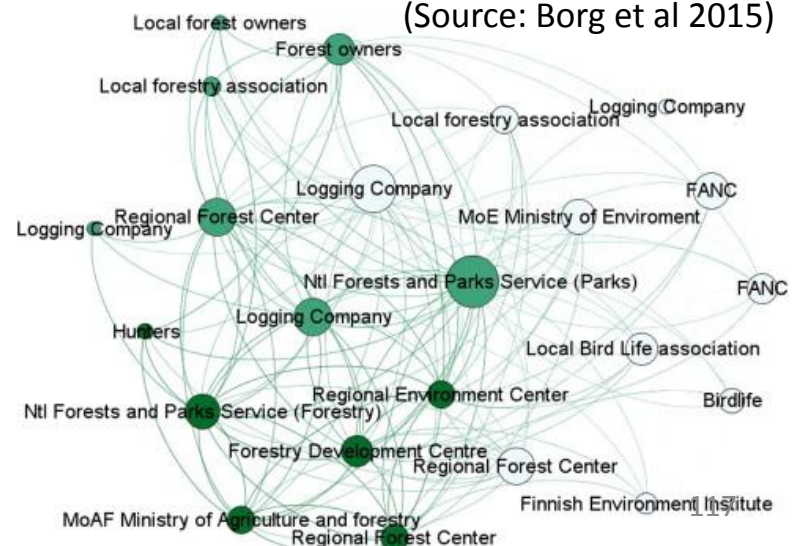 (Source: Borg et al 2015)
Local forest owners
Forest owners
Local forestry association
Logging Company
Local forestry association
Logging Company
FANC
Regional Forest Center
MoE Ministry of Enviroment
Logging Company
Ntl Forests and Parks Service (Parks)
FANC
Logging Company
Hunters
Local Bird Life association
Regional Environment Center
Birdlife
Ntl Forests and Parks Service (Forestry)
Forestry Development Centre
Regional Forest Center
Finnish Environment Institute
117
MoAF Ministry of Agriculture and forestry
Regional Forest Center